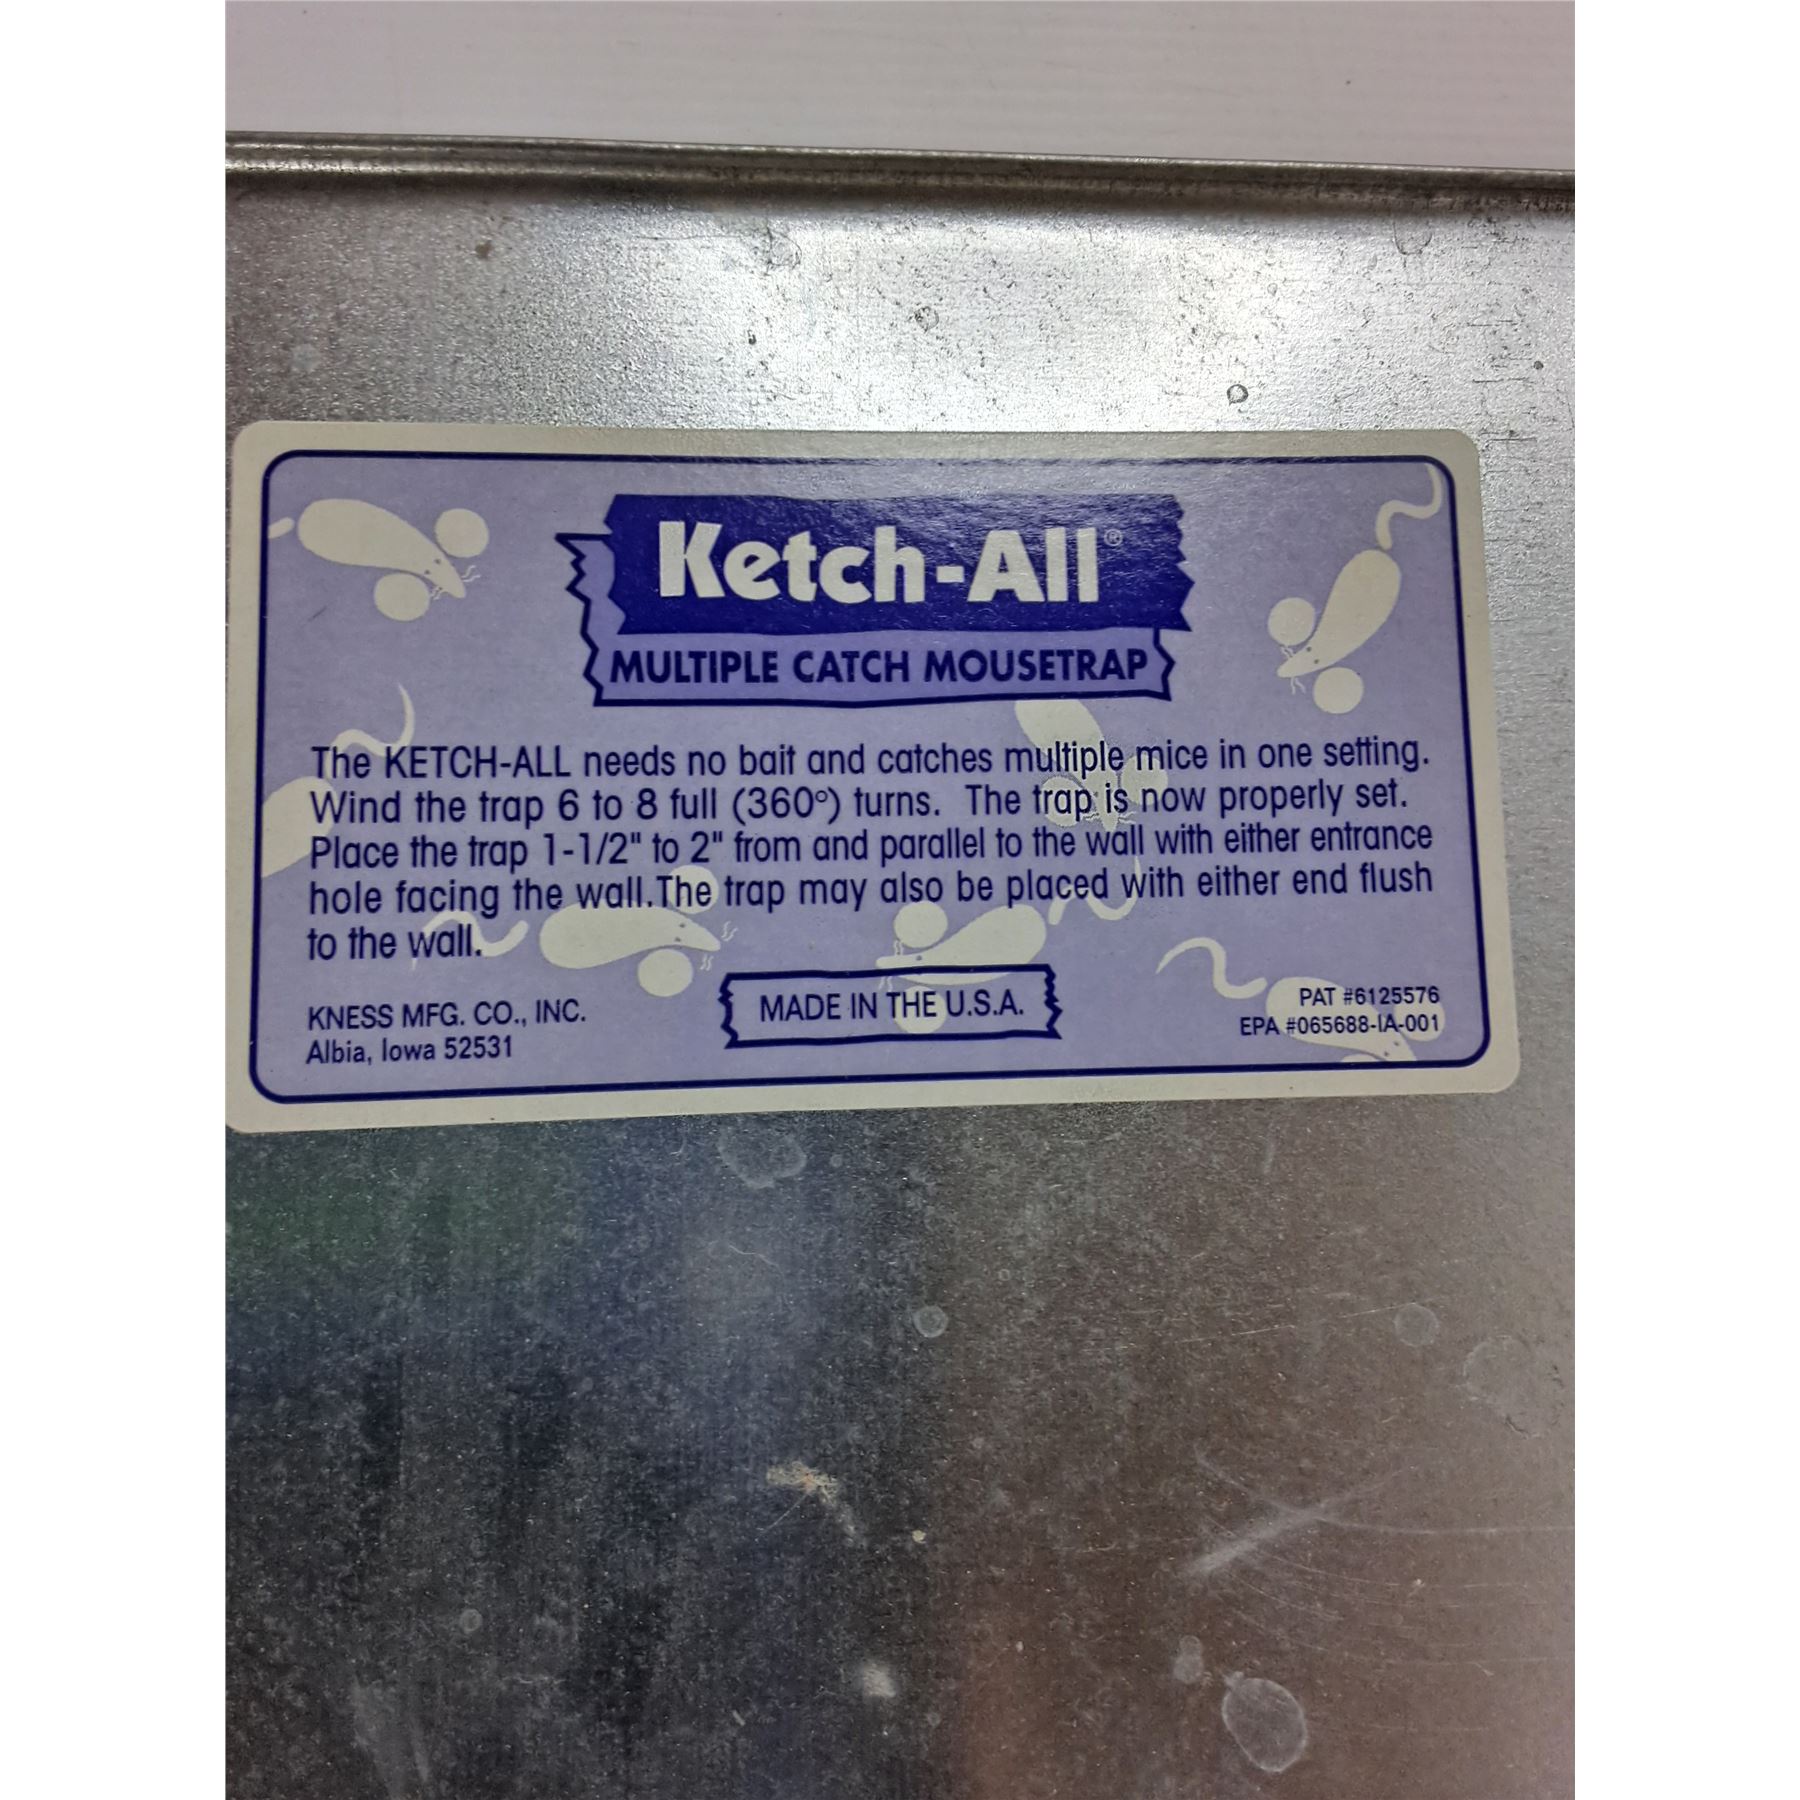 Ketch-All®
MULTIPLE CATCH MOUSETRAP
The KETCH-ALL needs no bait and catches multiple mice in one setting.
Wind the trap 6 to 8 full (360°) turns. The trap is now properly set.
Place the trap 1-1/2" to 2" from and parallel to the wall with either entrance
hole facing the wall.The trap may also be placed with either end flush
to the wall.
KNESS MFG. CO., INC.
Albia, Iowa 52531
MADE IN THE U.S.A.
PAT #6125576
EPA #065688-IA-001